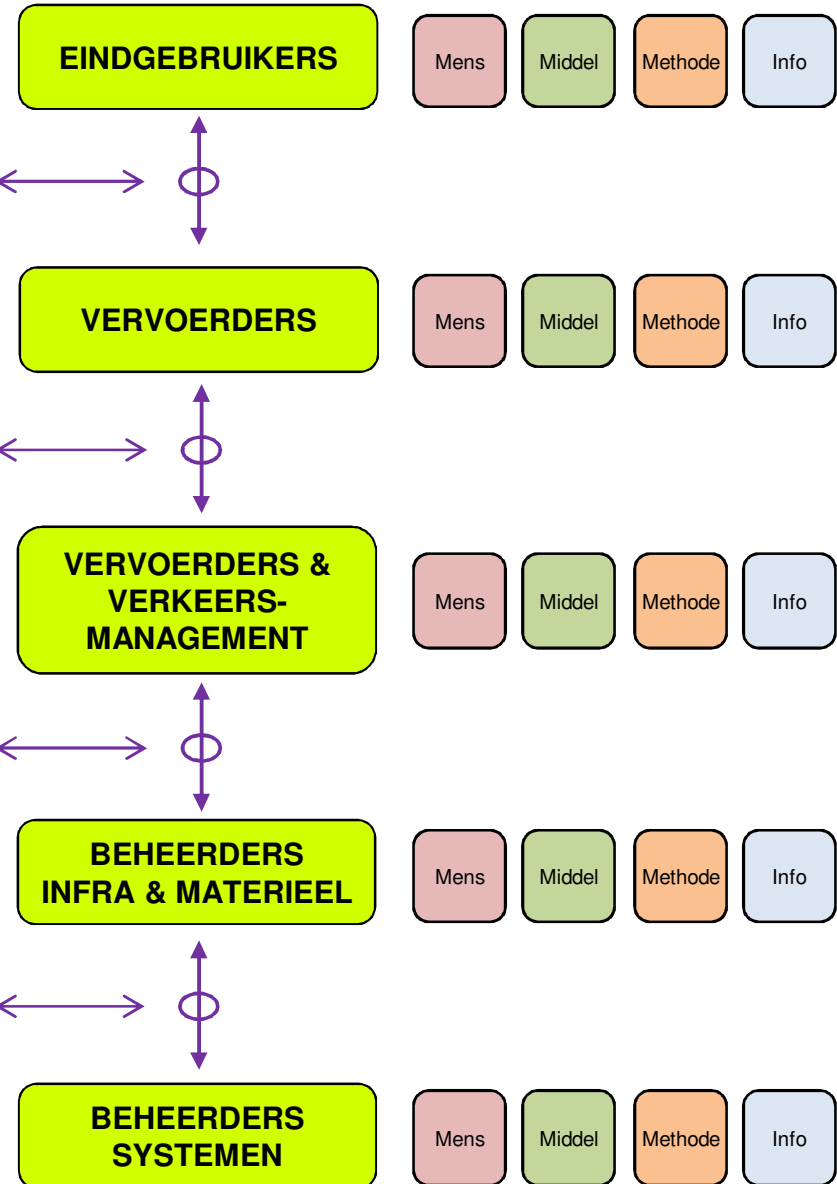 EINDGEBRUIKERS
Mens
Middel
Methode
Info
VERVOERDERS
Mens
Middel
Methode
Info
VERVOERDERS &
VERKEERS-
MANAGEMENT
Mens
Middel
Methode
Info
BEHEERDERS
INFRA & MATERIEEL
Mens
Middel
Methode
Info
BEHEERDERS
SYSTEMEN
Mens
Middel
Methode
Info